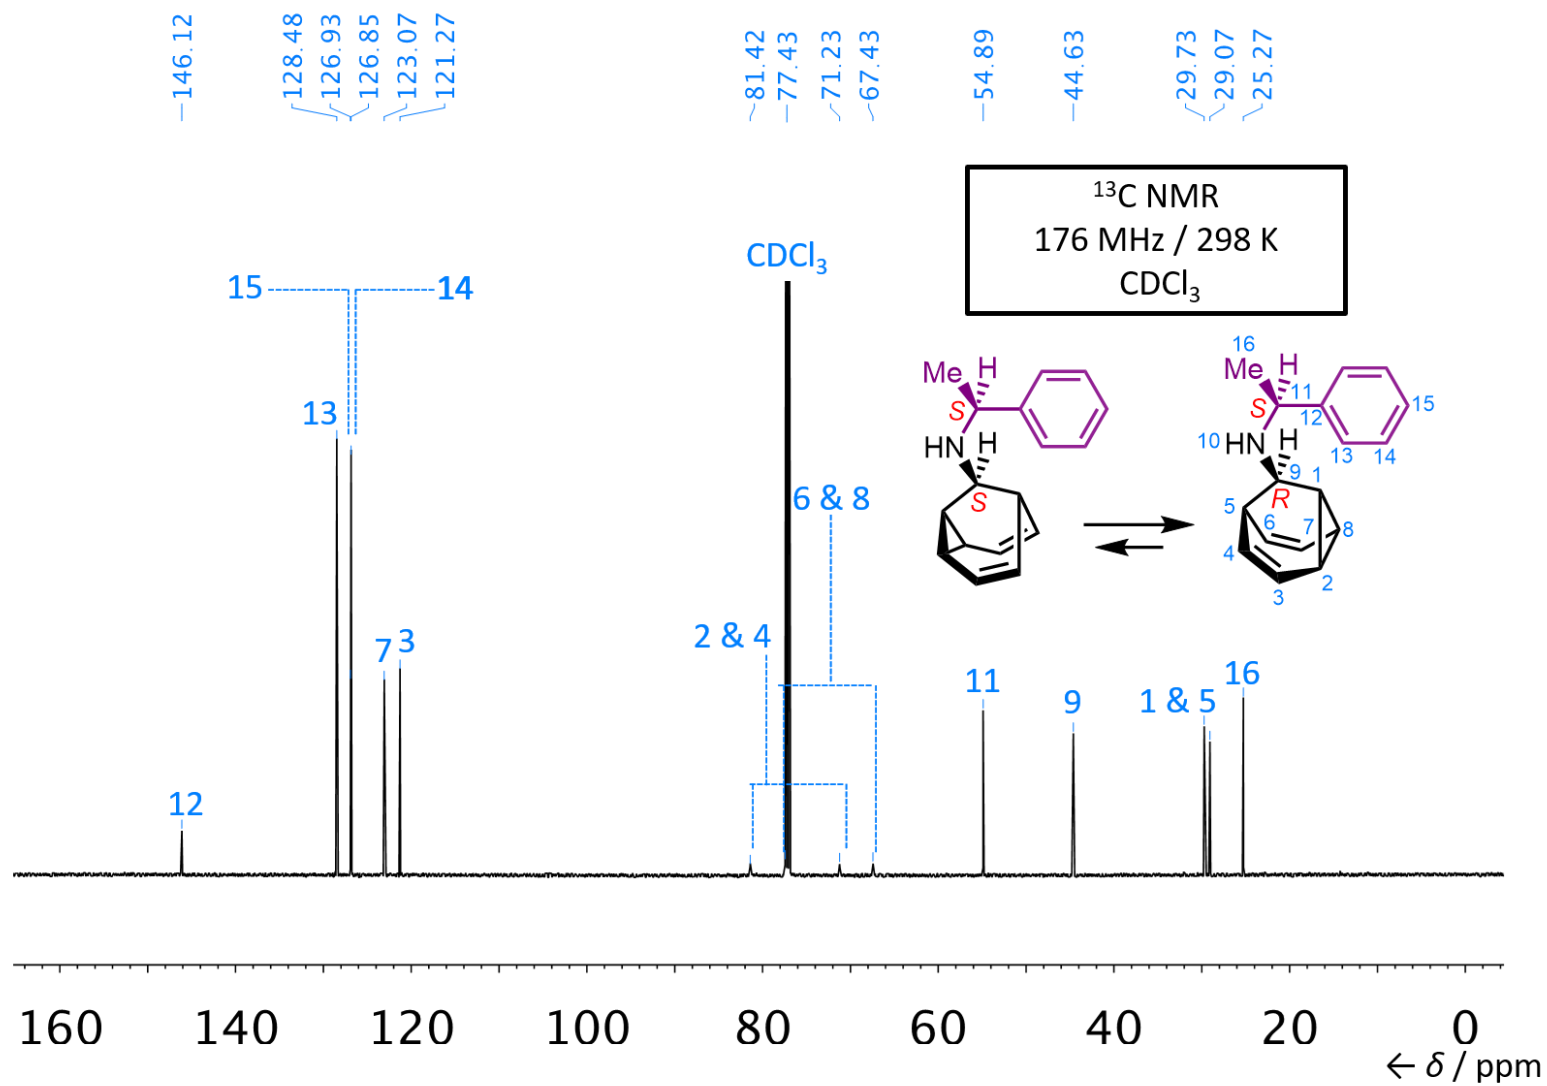 146.12
128.48
126.93
126.85
123.07
121.27
81.42
77.43
71.23
67.43
54.89
44.63
29.73
29.07
25.27
¹³C NMR
176 MHz / 298 K
CDCl₃
CDCl₃
15
14
13
12
7
3
6 & 8
2 & 4
11
9
1 & 5
16
Me
H
S
HN
H
S
16
Me
H
11
S
12
15
10
HN
H
13
14
9
1
R
5
6
7
8
4
2
3
160
140
120
100
80
60
40
20
0
← δ / ppm